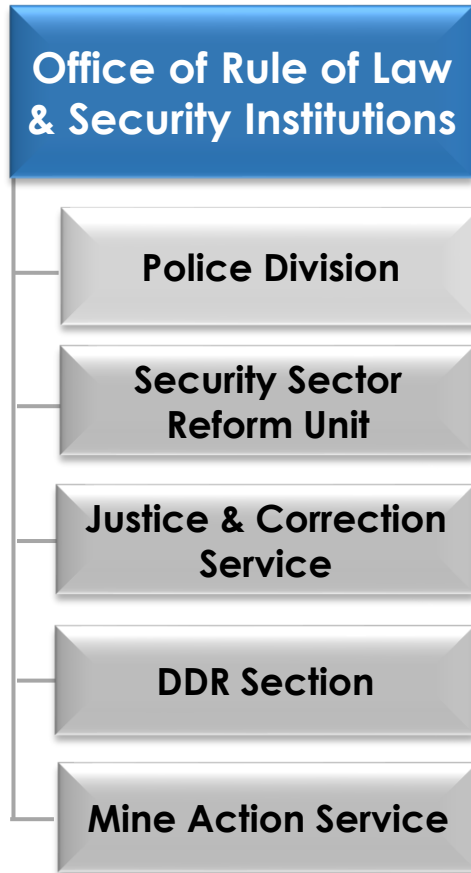 Office of Rule of Law
& Security Institutions
Police Division
Security Sector
Reform Unit
Justice & Correction
Service
DDR Section
Mine Action Service